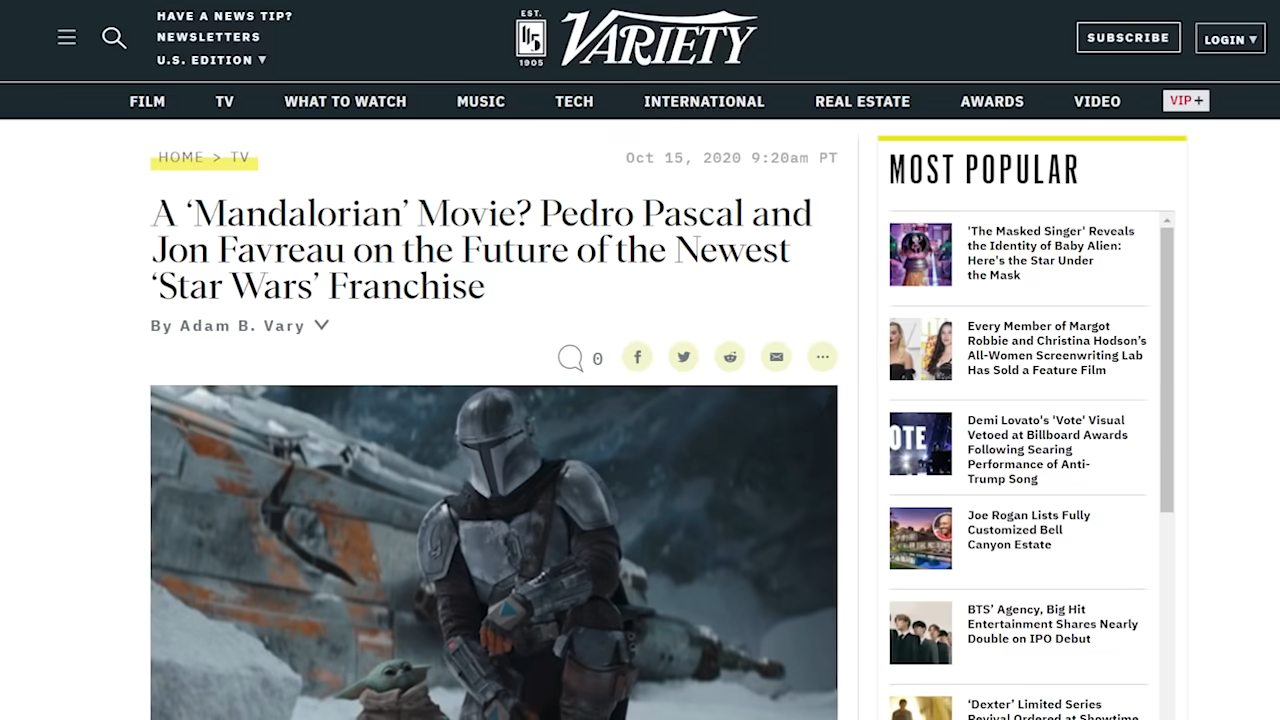 HAVE A NEWS TIP?
NEWSLETTERS
U.S. EDITION ▼
EST.
115
1905
VARIETY
SUBSCRIBE
LOGIN ▼
FILM
TV
WHAT TO WATCH
MUSIC
TECH
INTERNATIONAL
REAL ESTATE
AWARDS
VIDEO
VIP+
HOME > TV
Oct 15, 2020 9:20am PT
A ‘Mandalorian’ Movie? Pedro Pascal and
Jon Favreau on the Future of the Newest
‘Star Wars’ Franchise
By Adam B. Vary
0
MOST POPULAR
'The Masked Singer' Reveals
the Identity of Baby Alien:
Here's the Star Under
the Mask
Every Member of Margot
Robbie and Christina Hodson’s
All-Women Screenwriting Lab
Has Sold a Feature Film
OTE
Demi Lovato's 'Vote' Visual
Vetoed at Billboard Awards
Following Searing
Performance of Anti-
Trump Song
Joe Rogan Lists Fully
Customized Bell
Canyon Estate
BTS’ Agency, Big Hit
Entertainment Shares Nearly
Double on IPO Debut
‘Dexter’ Limited Series
Revival Ordered at Showtime